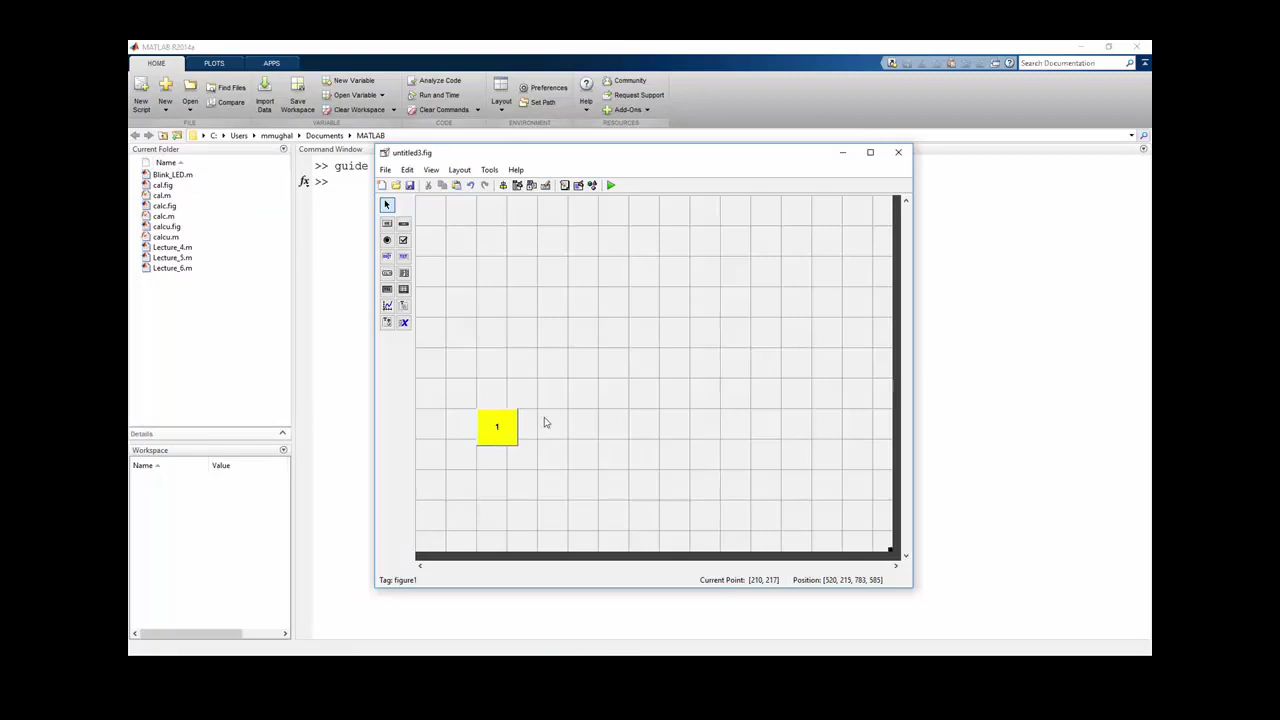 MATLAB R2014a
HOME PLOTS APPS
Search Documentation
New Script
New
Open
Find Files
Compare
Import Data
Save Workspace
New Variable
Open Variable
Clear Workspace
Analyze Code
Run and Time
Clear Commands
Layout
Preferences
Set Path
Help
Community
Request Support
Add-Ons
FILE VARIABLE CODE ENVIRONMENT RESOURCES
C: Users mmughal Documents MATLAB
Current Folder
Name
Blink_LED.m
cal.fig
cal.m
calc.fig
calc.m
calcu.fig
calcu.m
Lecture_4.m
Lecture_5.m
Lecture_6.m
Details
Workspace
Name Value
Command Window
>> guide
fx >>
untitled3.fig
File Edit View Layout Tools Help
1
Tag: figure1
Current Point: [210, 217]
Position: [520, 215, 783, 585]